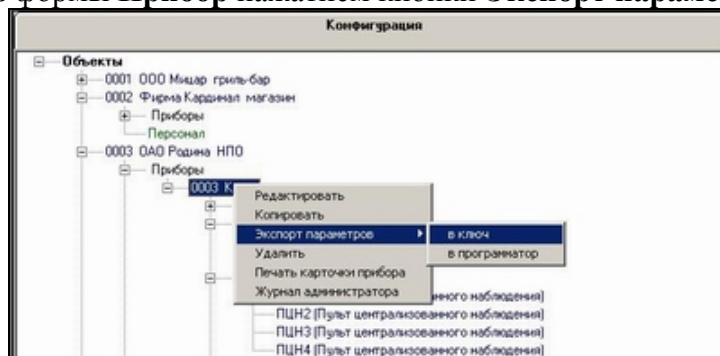 Конфигурация
Объекты
0001 ООО Мицар гриль-бар
0002 Фирма Кардинал магазин
Приборы
Персонал
0003 ОАО Родина НПО
Приборы
0003 К
Редактировать
Копировать
Экспорт параметров
в ключ
в программатор
Удалить
Печать карточки прибора
Журнал администратора
нного наблюдения)
ПЦН2 (Пульт централизованного наблюдения)
ПЦН3 (Пульт централизованного наблюдения)
ПЦН4 (Пульт централизованного наблюдения)